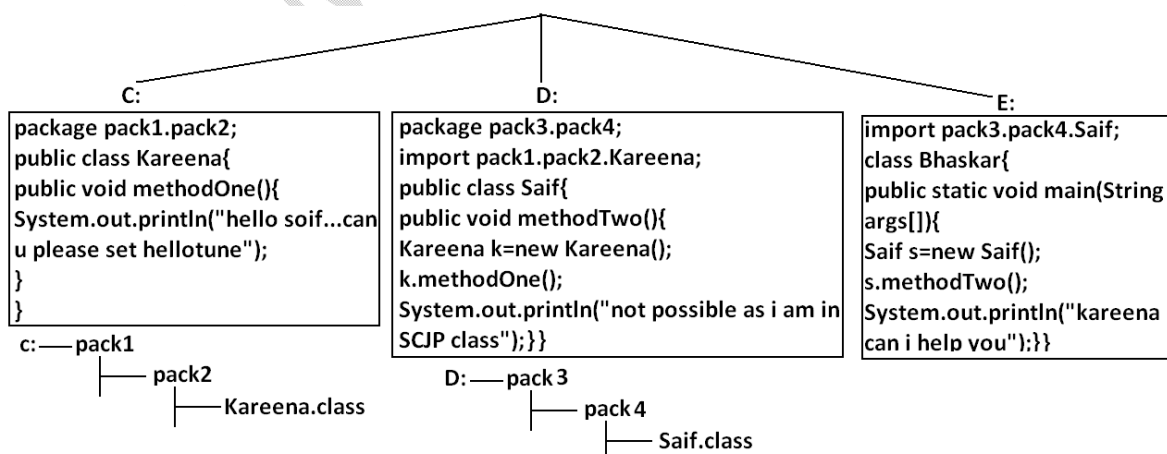 C:
package pack1.pack2;
public class Kareena{
public void methodOne(){
System.out.println("hello soif...can
u please set hellotune");
}
}
c:
pack1
pack2
Kareena.class
D:
package pack3.pack4;
import pack1.pack2.Kareena;
public class Saif{
public void methodTwo(){
Kareena k=new Kareena();
k.methodOne();
System.out.println("not possible as i am in
SCJP class");}}
D:
pack3
pack4
Saif.class
E:
import pack3.pack4.Saif;
class Bhaskar{
public static void main(String
args[]){
Saif s=new Saif();
s.methodTwo();
System.out.println("kareena
can i help you");}}